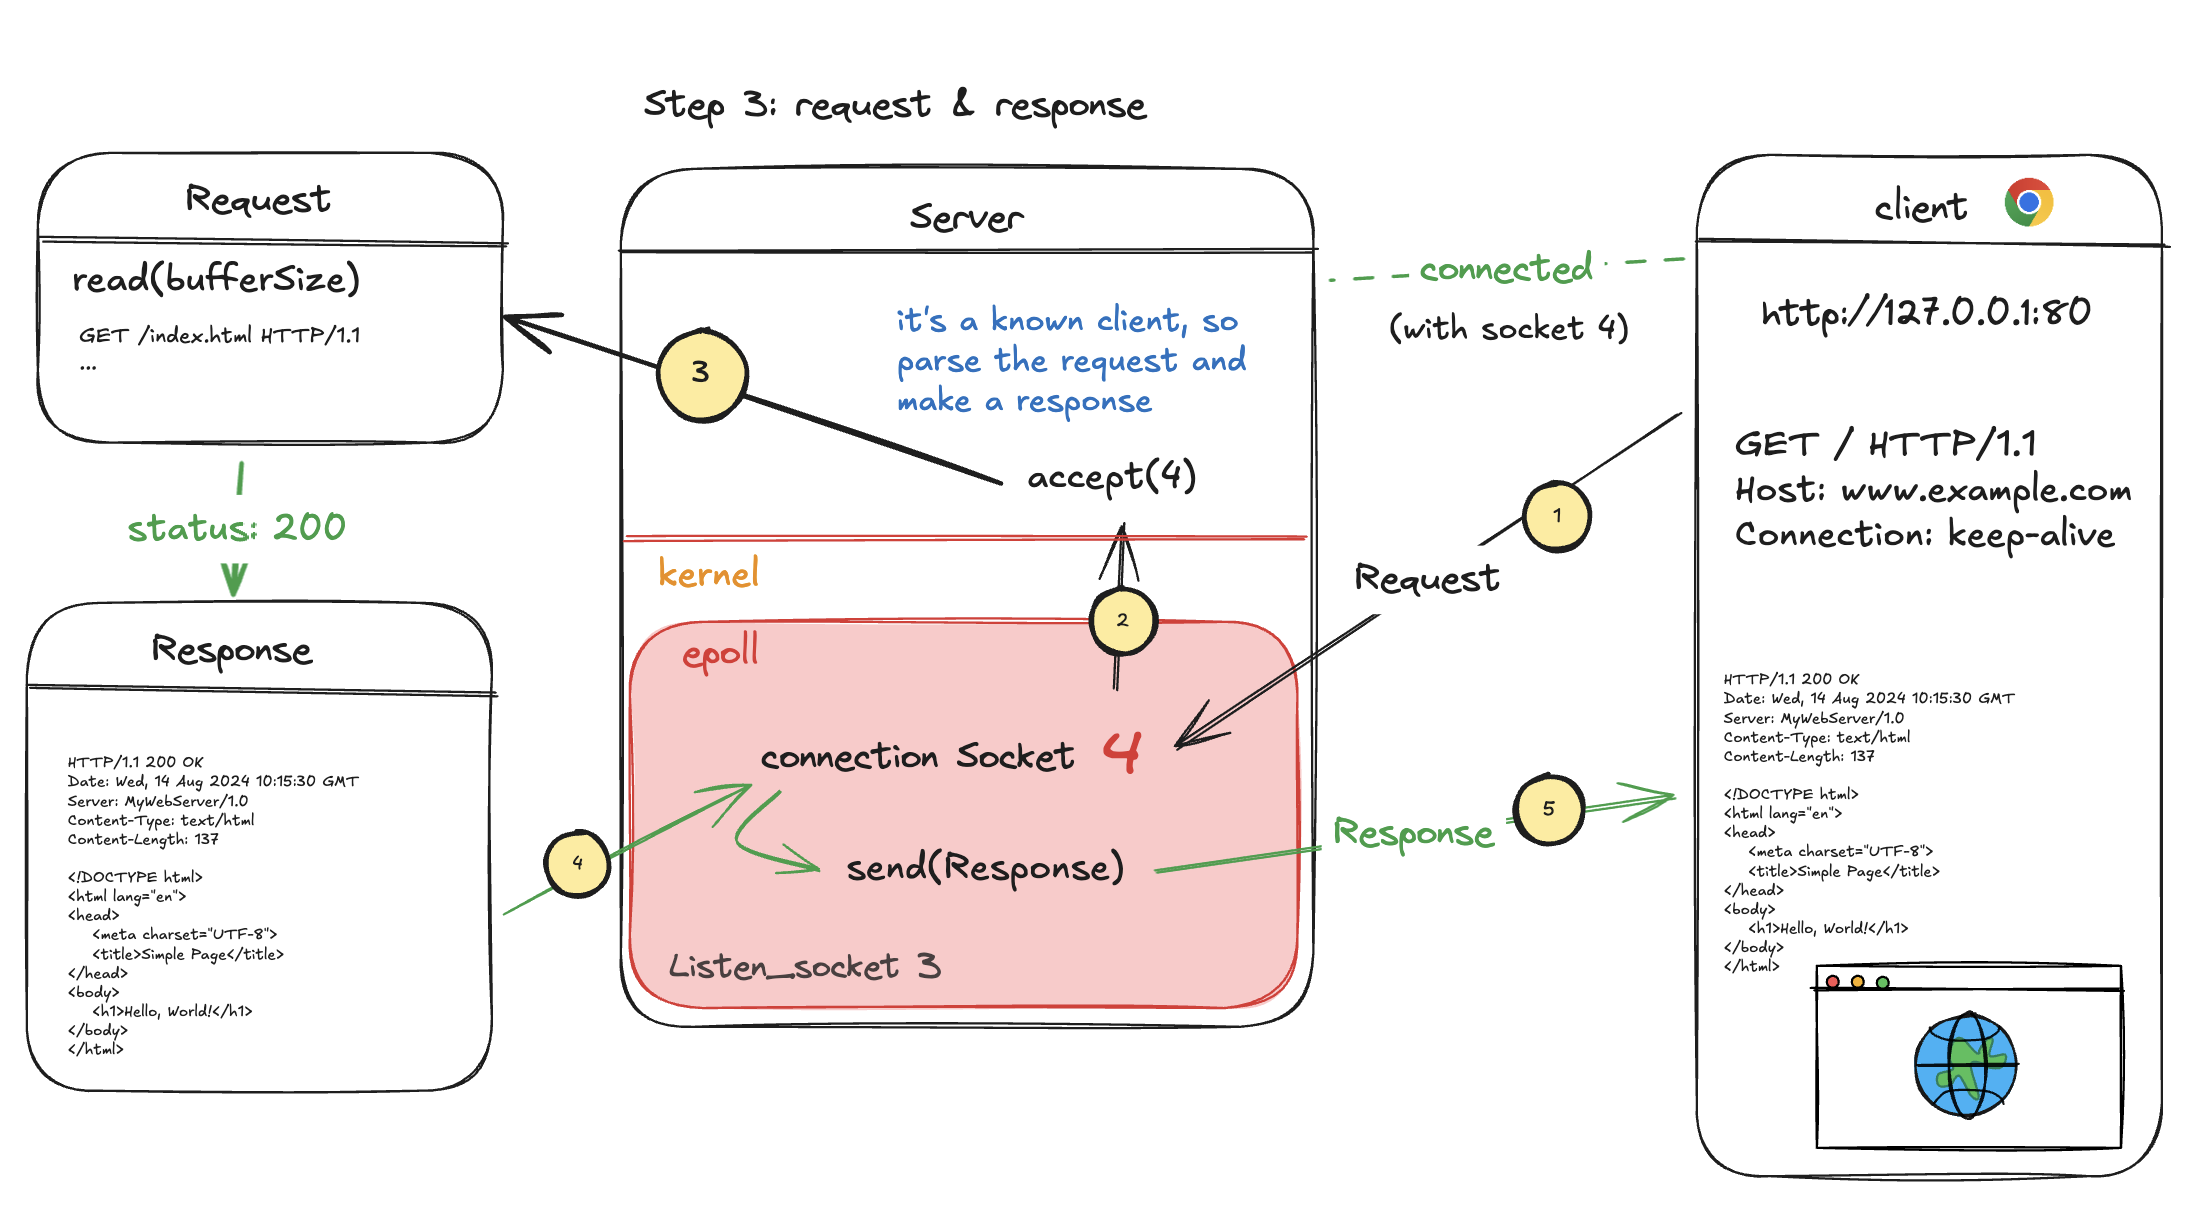 Step 3: request & response
Request
read(bufferSize)
GET /index.html HTTP/1.1
...
status: 200
Response
HTTP/1.1 200 OK
Date: Wed, 14 Aug 2024 10:15:30 GMT
Server: MyWebServer/1.0
Content-Type: text/html
Content-Length: 137
<!DOCTYPE html>
<html lang="en">
<head>
<meta charset="UTF-8">
<title>Simple Page</title>
</head>
<body>
<h1>Hello, World!</h1>
</body>
</html>
Server
it's a known client, so
parse the request and
make a response
3
accept(4)
kernel
2
epoll
connection Socket 4
4
send(Response)
Listen_socket 3
connected
(with socket 4)
1
Request
Response
5
client
http://127.0.0.1:80
GET / HTTP/1.1
Host: www.example.com
Connection: keep-alive
HTTP/1.1 200 OK
Date: Wed, 14 Aug 2024 10:15:30 GMT
Server: MyWebServer/1.0
Content-Type: text/html
Content-Length: 137
<!DOCTYPE html>
<html lang="en">
<head>
<meta charset="UTF-8">
<title>Simple Page</title>
</head>
<body>
<h1>Hello, World!</h1>
</body>
</html>